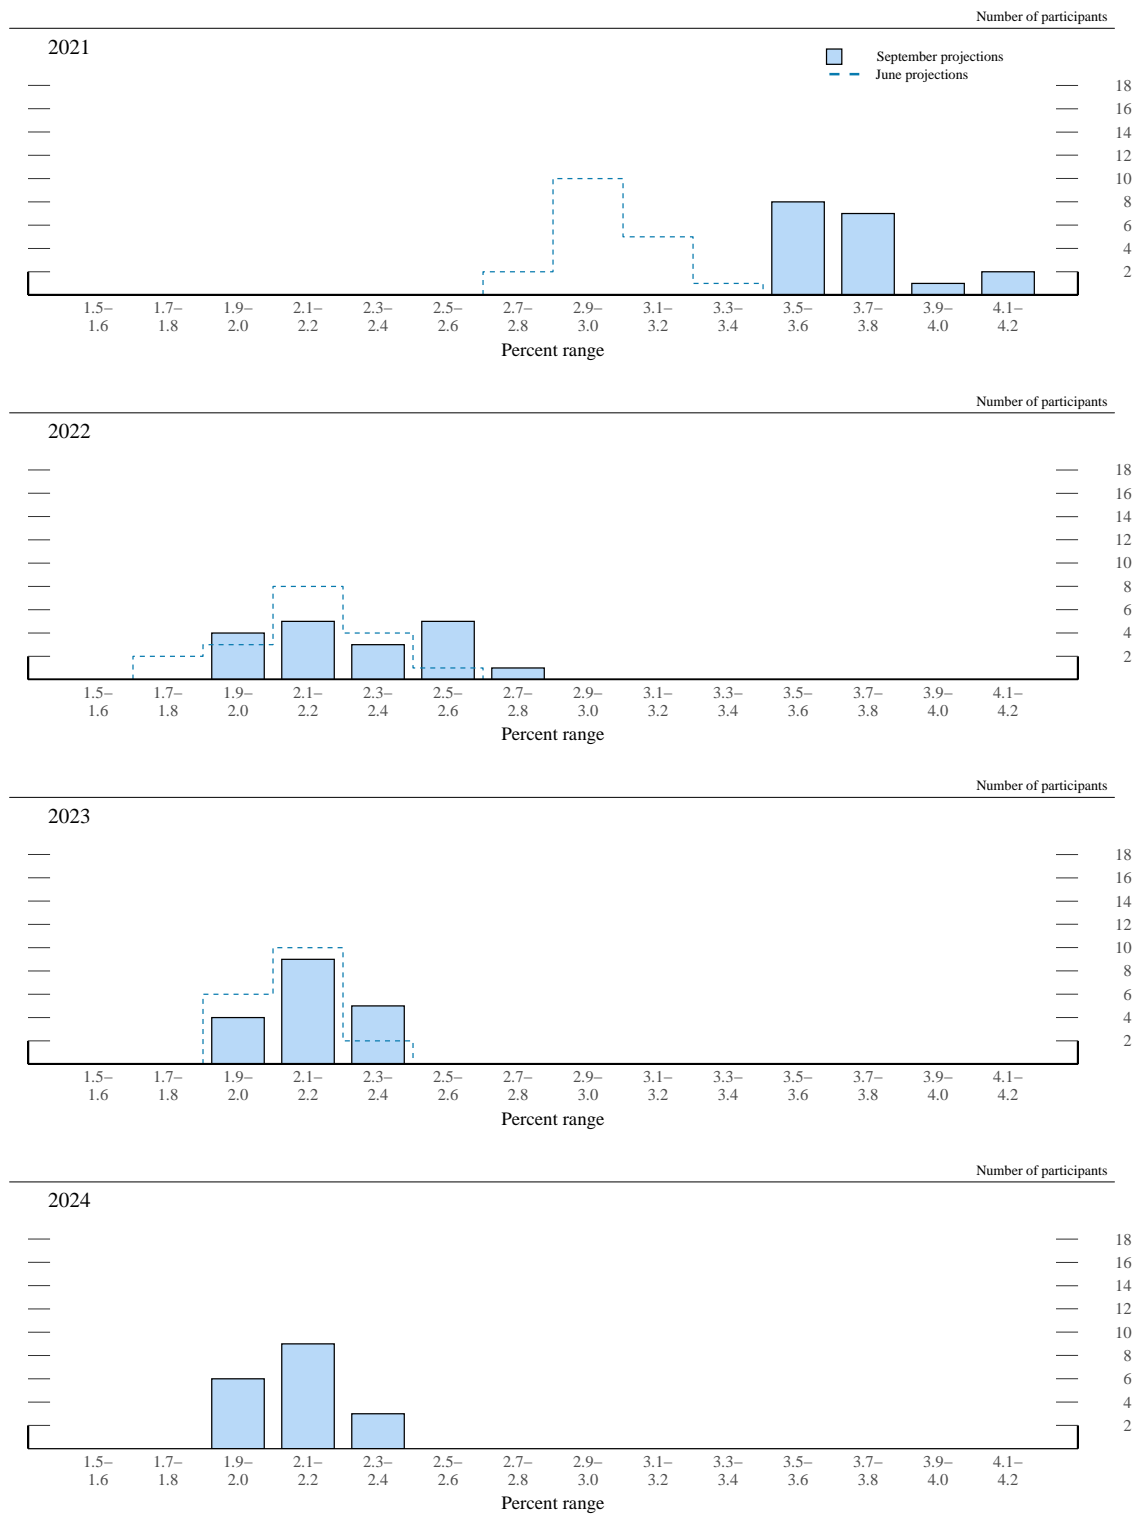 Number of participants
2021
September projections
June projections
18
16
14
12
10
8
6
4
2
1.5– 1.7– 1.9– 2.1– 2.3– 2.5– 2.7– 2.9– 3.1– 3.3– 3.5– 3.7– 3.9– 4.1–
1.6 1.8 2.0 2.2 2.4 2.6 2.8 3.0 3.2 3.4 3.6 3.8 4.0 4.2
Percent range
Number of participants
2022
18
16
14
12
10
8
6
4
2
1.5– 1.7– 1.9– 2.1– 2.3– 2.5– 2.7– 2.9– 3.1– 3.3– 3.5– 3.7– 3.9– 4.1–
1.6 1.8 2.0 2.2 2.4 2.6 2.8 3.0 3.2 3.4 3.6 3.8 4.0 4.2
Percent range
Number of participants
2023
18
16
14
12
10
8
6
4
2
1.5– 1.7– 1.9– 2.1– 2.3– 2.5– 2.7– 2.9– 3.1– 3.3– 3.5– 3.7– 3.9– 4.1–
1.6 1.8 2.0 2.2 2.4 2.6 2.8 3.0 3.2 3.4 3.6 3.8 4.0 4.2
Percent range
Number of participants
2024
18
16
14
12
10
8
6
4
2
1.5– 1.7– 1.9– 2.1– 2.3– 2.5– 2.7– 2.9– 3.1– 3.3– 3.5– 3.7– 3.9– 4.1–
1.6 1.8 2.0 2.2 2.4 2.6 2.8 3.0 3.2 3.4 3.6 3.8 4.0 4.2
Percent range